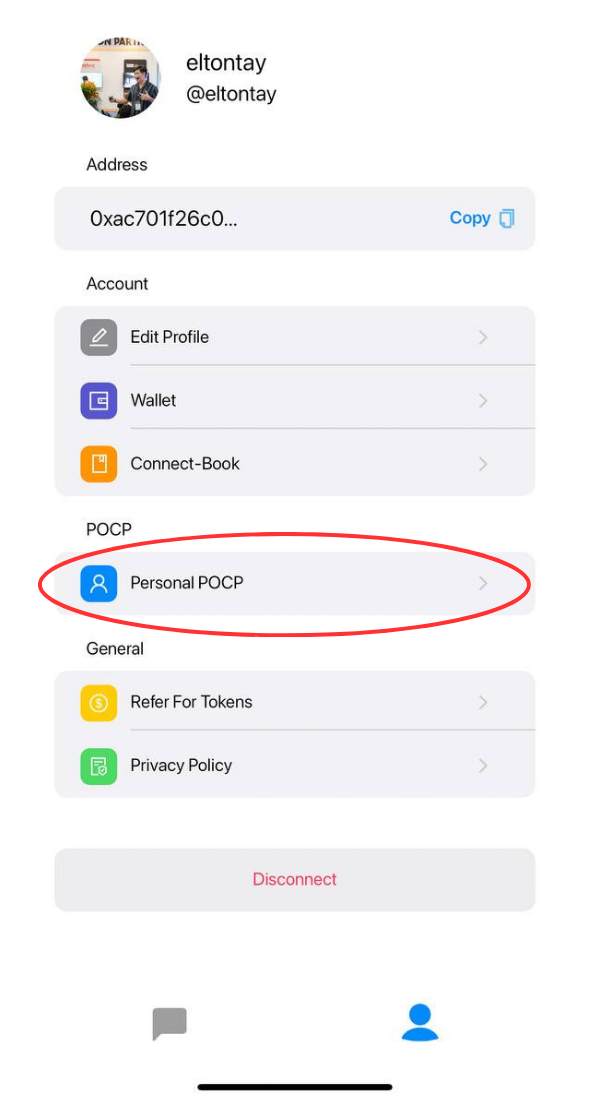 eltontay
@eltontay
Address
0xac701f26c0...
Copy
Account
Edit Profile
Wallet
Connect-Book
POCP
Personal POCP
General
Refer For Tokens
Privacy Policy
Disconnect